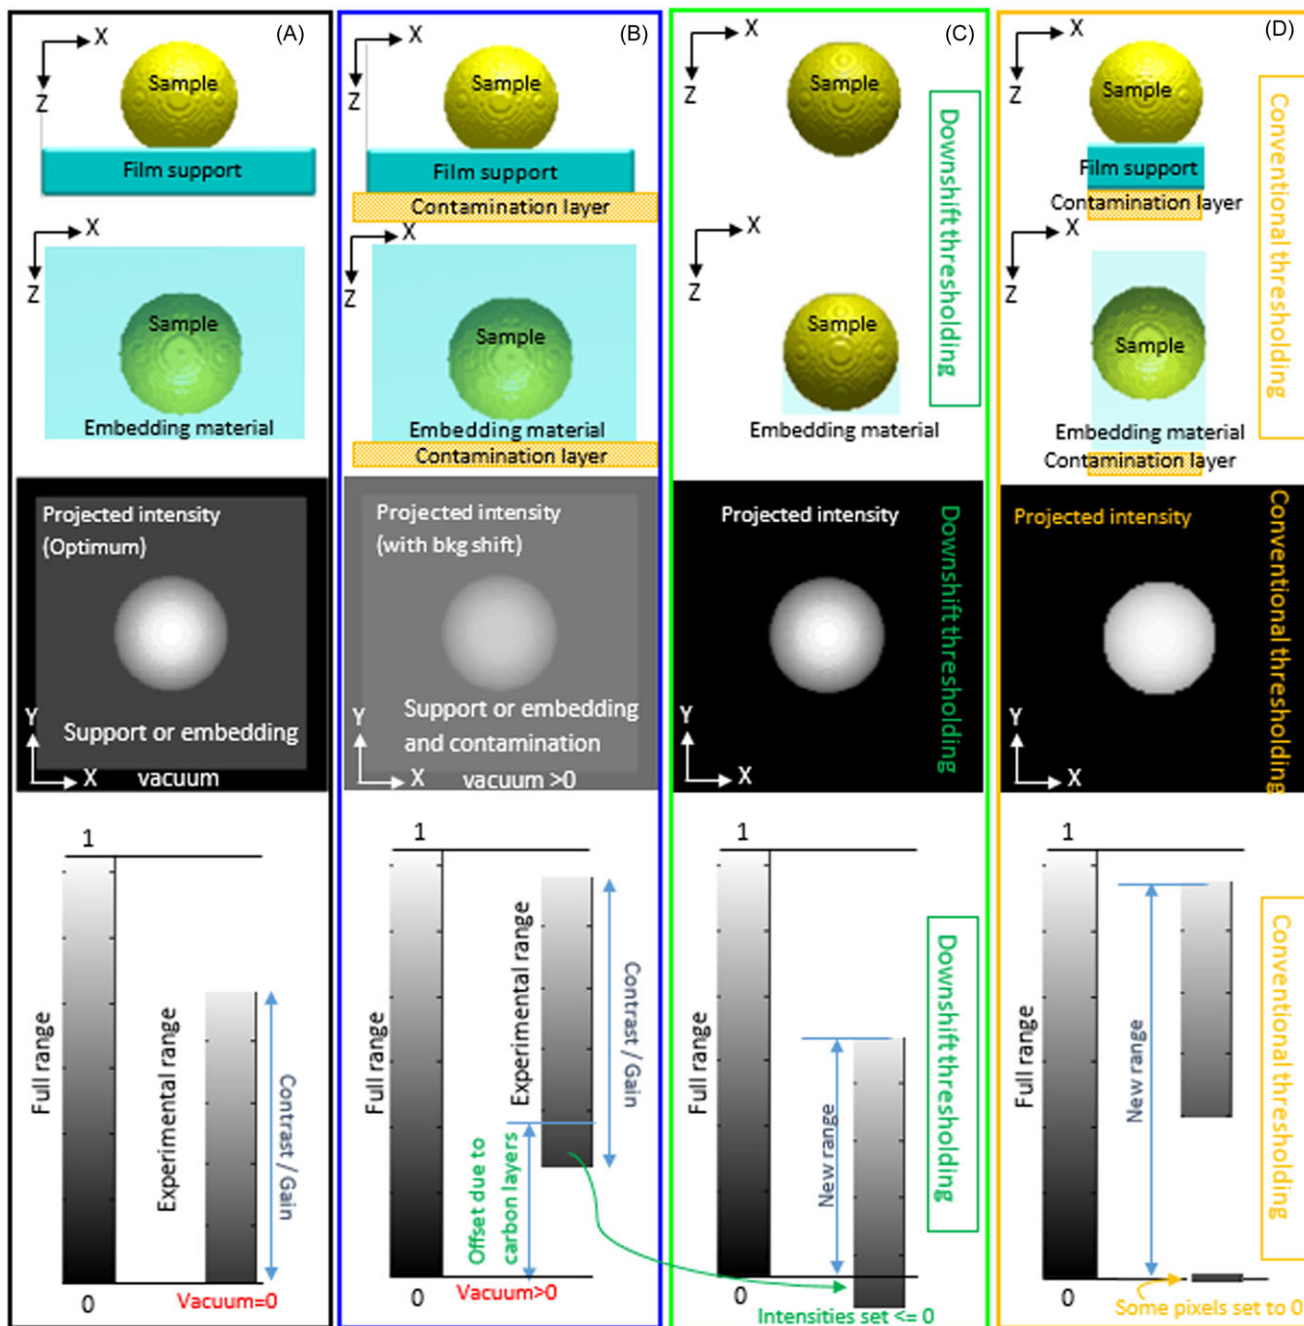 (A)
X
Z
Sample
Film support
X
Z
Sample
Embedding material
Projected intensity
(Optimum)
Y
Support or embedding
X
vacuum
1
Full range
Experimental range
Contrast / Gain
0
Vacuum=0
(B)
X
Z
Sample
Film support
Contamination layer
X
Z
Sample
Embedding material
Contamination layer
Projected intensity
(with bkg shift)
Support or embedding
Y
and contamination
X
vacuum >0
1
Full range
Experimental range
Contrast / Gain
Offset due to
carbon layers
0
Vacuum>0
(C)
X
Z
Sample
Downshift thresholding
X
Z
Sample
Embedding material
Projected intensity
Downshift thresholding
Y
X
1
Full range
New range
Downshift thresholding
0
Intensities set <= 0
(D)
X
Z
Sample
Film support
Contamination layer
Conventional thresholding
X
Z
Sample
Embedding material
Contamination layer
Projected intensity
Conventional thresholding
Y
X
1
Full range
New range
Conventional thresholding
0
Some pixels set to 0